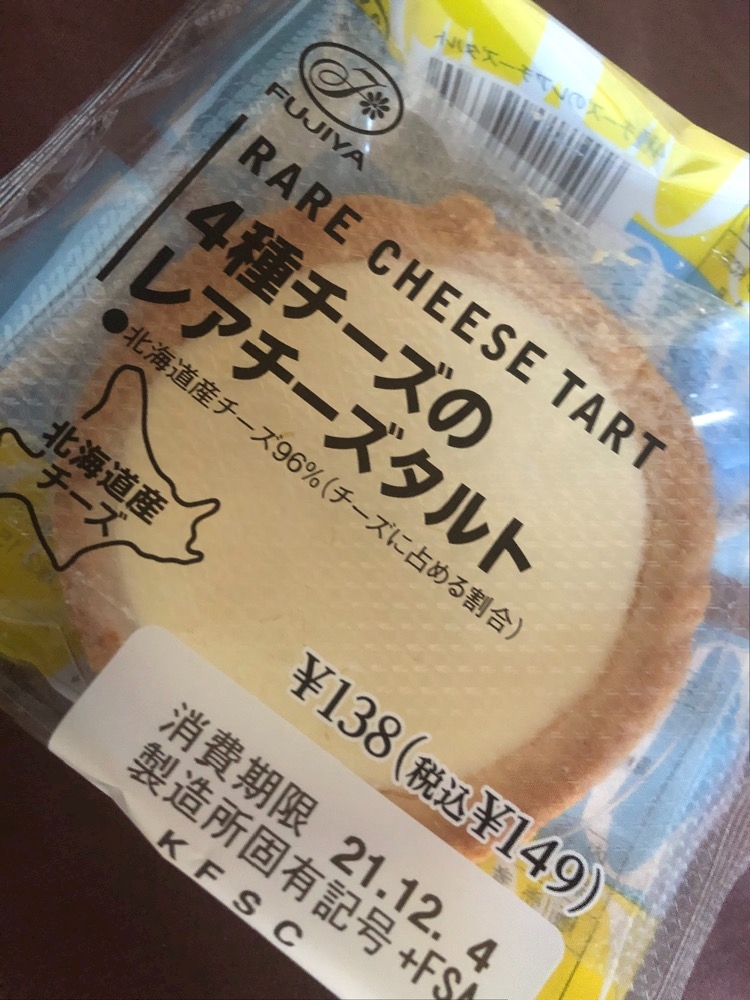 FUJIYA
RARE CHEESE TART
4種チーズの
レアチーズタルト
●北海道産チーズ96%(チーズに占める割合)
北海道産
チーズ
¥138(税込¥149)
消費期限 21.12. 4
製造所固有記号 +FSA
KFSC